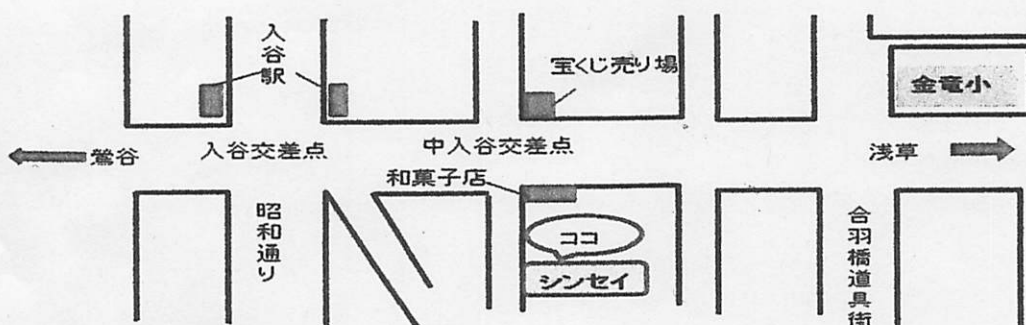 入谷駅
宝くじ売り場
金竜小
鶯谷
入谷交差点
中入谷交差点
浅草
和菓子店
昭和通り
ココ
シンセイ
合羽橋道具街